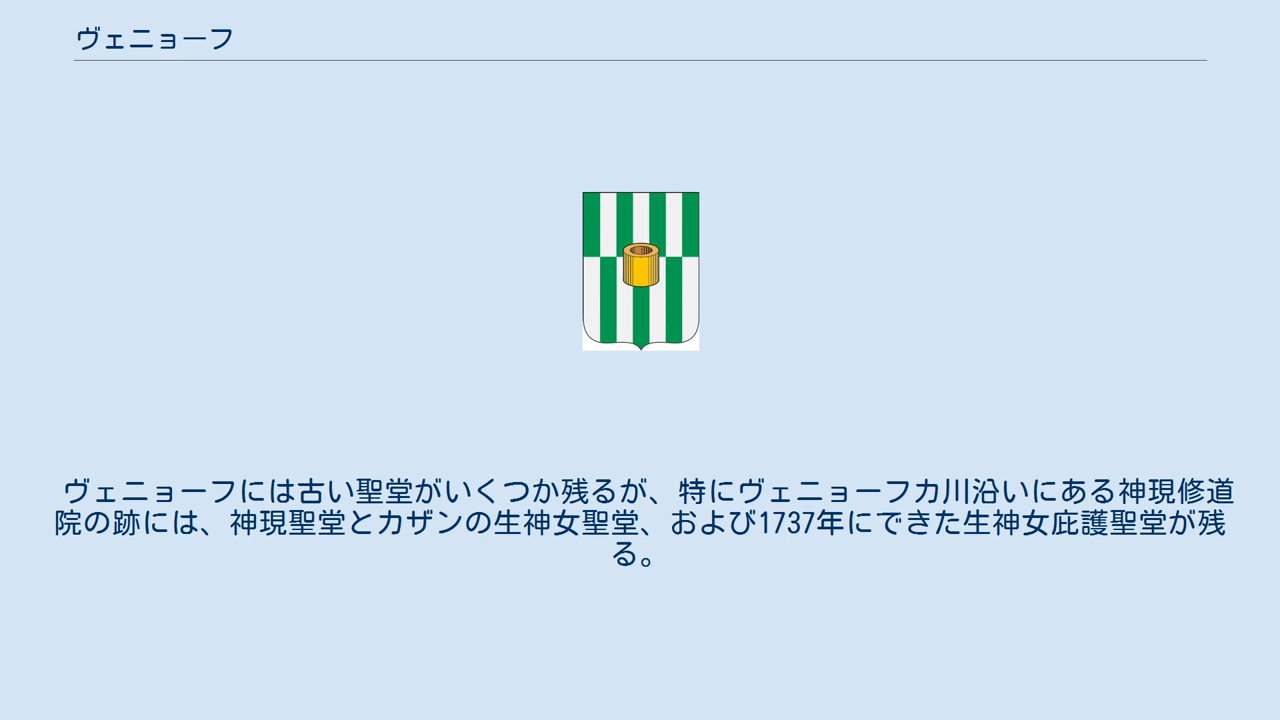 ヴェニョーフ
ヴェニョーフには古い聖堂がいくつか残るが、特にヴェニョーフカ川沿いにある神現修道
院の跡には、神現聖堂とカザンの生神女聖堂、および1737年にできた生神女庇護聖堂が残
る。